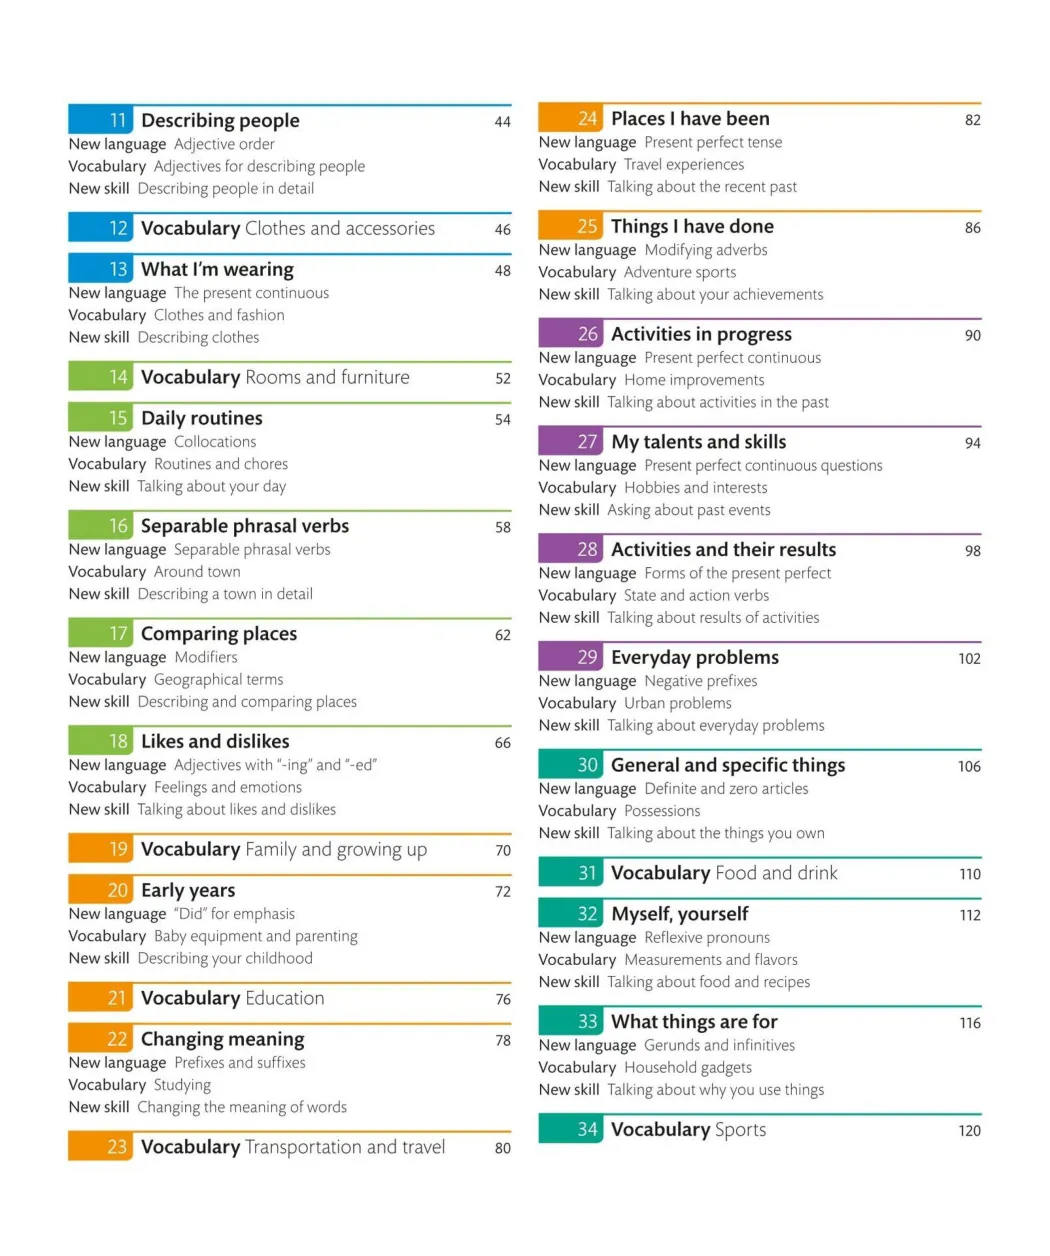 11 Describing people 44
New language Adjective order
Vocabulary Adjectives for describing people
New skill Describing people in detail
12 Vocabulary Clothes and accessories 46
13 What I’m wearing 48
New language The present continuous
Vocabulary Clothes and fashion
New skill Describing clothes
14 Vocabulary Rooms and furniture 52
15 Daily routines 54
New language Collocations
Vocabulary Routines and chores
New skill Talking about your day
16 Separable phrasal verbs 58
New language Separable phrasal verbs
Vocabulary Around town
New skill Describing a town in detail
17 Comparing places 62
New language Modifiers
Vocabulary Geographical terms
New skill Describing and comparing places
18 Likes and dislikes 66
New language Adjectives with “-ing” and “-ed”
Vocabulary Feelings and emotions
New skill Talking about likes and dislikes
19 Vocabulary Family and growing up 70
20 Early years 72
New language “Did” for emphasis
Vocabulary Baby equipment and parenting
New skill Describing your childhood
21 Vocabulary Education 76
22 Changing meaning 78
New language Prefixes and suffixes
Vocabulary Studying
New skill Changing the meaning of words
23 Vocabulary Transportation and travel 80
24 Places I have been 82
New language Present perfect tense
Vocabulary Travel experiences
New skill Talking about the recent past
25 Things I have done 86
New language Modifying adverbs
Vocabulary Adventure sports
New skill Talking about your achievements
26 Activities in progress 90
New language Present perfect continuous
Vocabulary Home improvements
New skill Talking about activities in the past
27 My talents and skills 94
New language Present perfect continuous questions
Vocabulary Hobbies and interests
New skill Asking about past events
28 Activities and their results 98
New language Forms of the present perfect
Vocabulary State and action verbs
New skill Talking about results of activities
29 Everyday problems 102
New language Negative prefixes
Vocabulary Urban problems
New skill Talking about everyday problems
30 General and specific things 106
New language Definite and zero articles
Vocabulary Possessions
New skill Talking about the things you own
31 Vocabulary Food and drink 110
32 Myself, yourself 112
New language Reflexive pronouns
Vocabulary Measurements and flavors
New skill Talking about food and recipes
33 What things are for 116
New language Gerunds and infinitives
Vocabulary Household gadgets
New skill Talking about why you use things
34 Vocabulary Sports 120